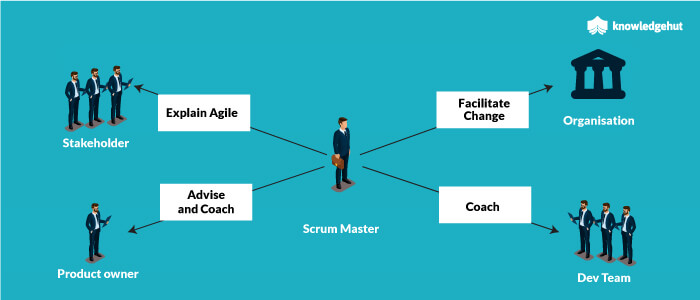 knowledgehut
Explain Agile
Stakeholder
Facilitate
Change
Organisation
Scrum Master
Advise
and Coach
Product owner
Coach
Dev Team